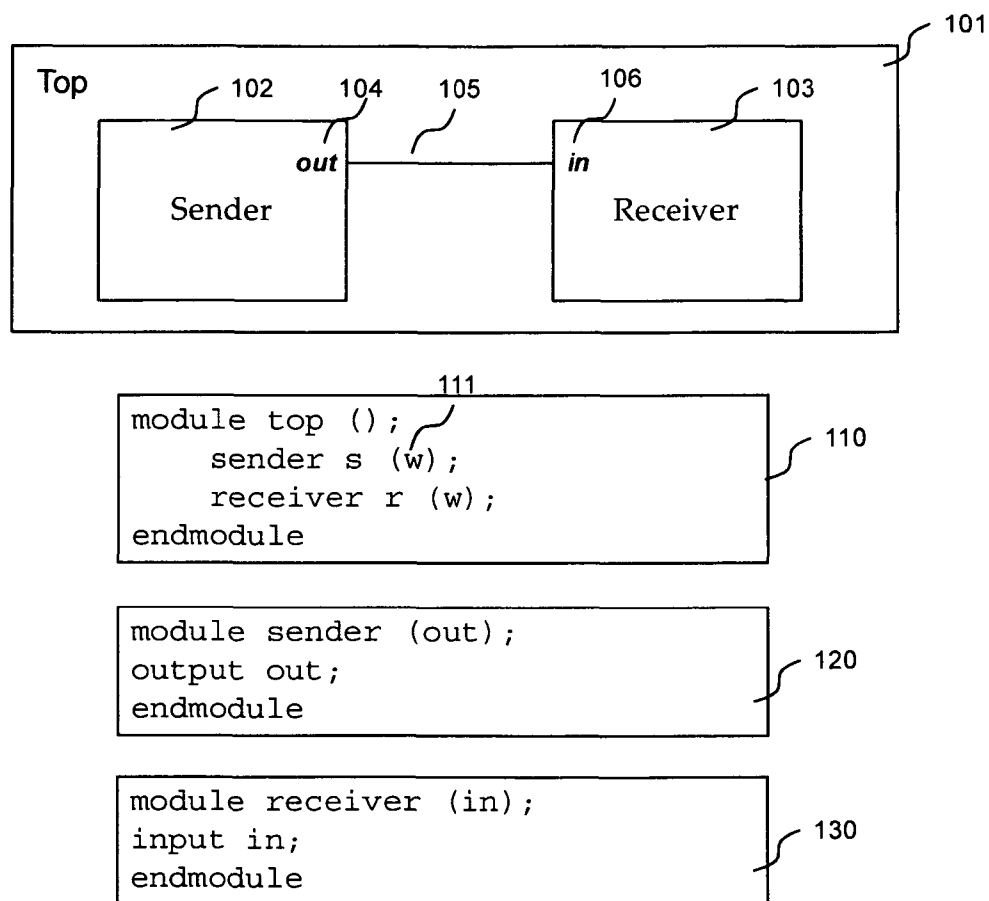 101
Top
102
104
105
106
103
out
in
Sender
Receiver
111
module top ();
sender s (w);
receiver r (w);
endmodule
110
module sender (out);
output out;
endmodule
120
module receiver (in);
input in;
endmodule
130